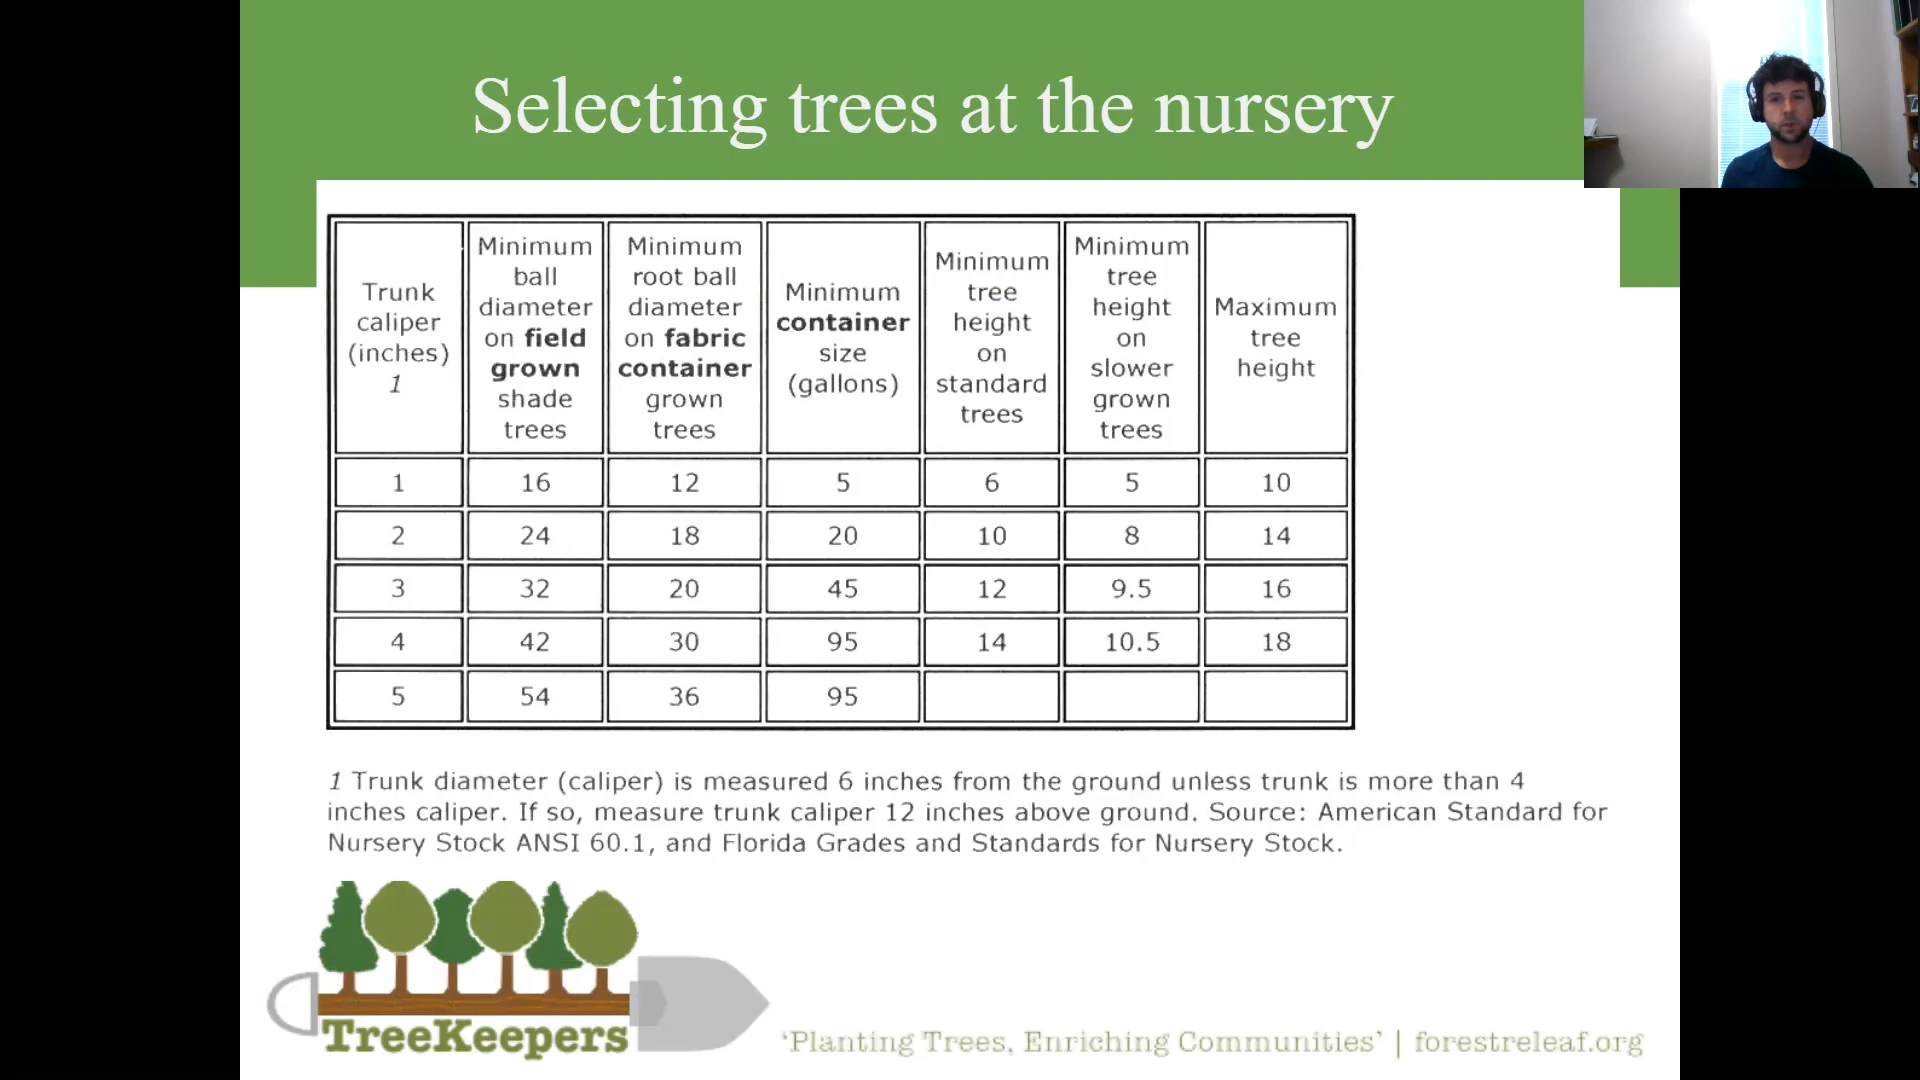 Selecting trees at the nursery
Trunk caliper (inches) 1
Minimum ball diameter on field grown shade trees
Minimum root ball diameter on fabric container grown trees
Minimum container size (gallons)
Minimum tree height on standard trees
Minimum tree height on slower grown trees
Maximum tree height
1 16 12 5 6 5 10
2 24 18 20 10 8 14
3 32 20 45 12 9.5 16
4 42 30 95 14 10.5 18
5 54 36 95
1 Trunk diameter (caliper) is measured 6 inches from the ground unless trunk is more than 4
inches caliper. If so, measure trunk caliper 12 inches above ground. Source: American Standard for
Nursery Stock ANSI 60.1, and Florida Grades and Standards for Nursery Stock.
TreeKeepers
‘Planting Trees, Enriching Communities’ | forestreleaf.org